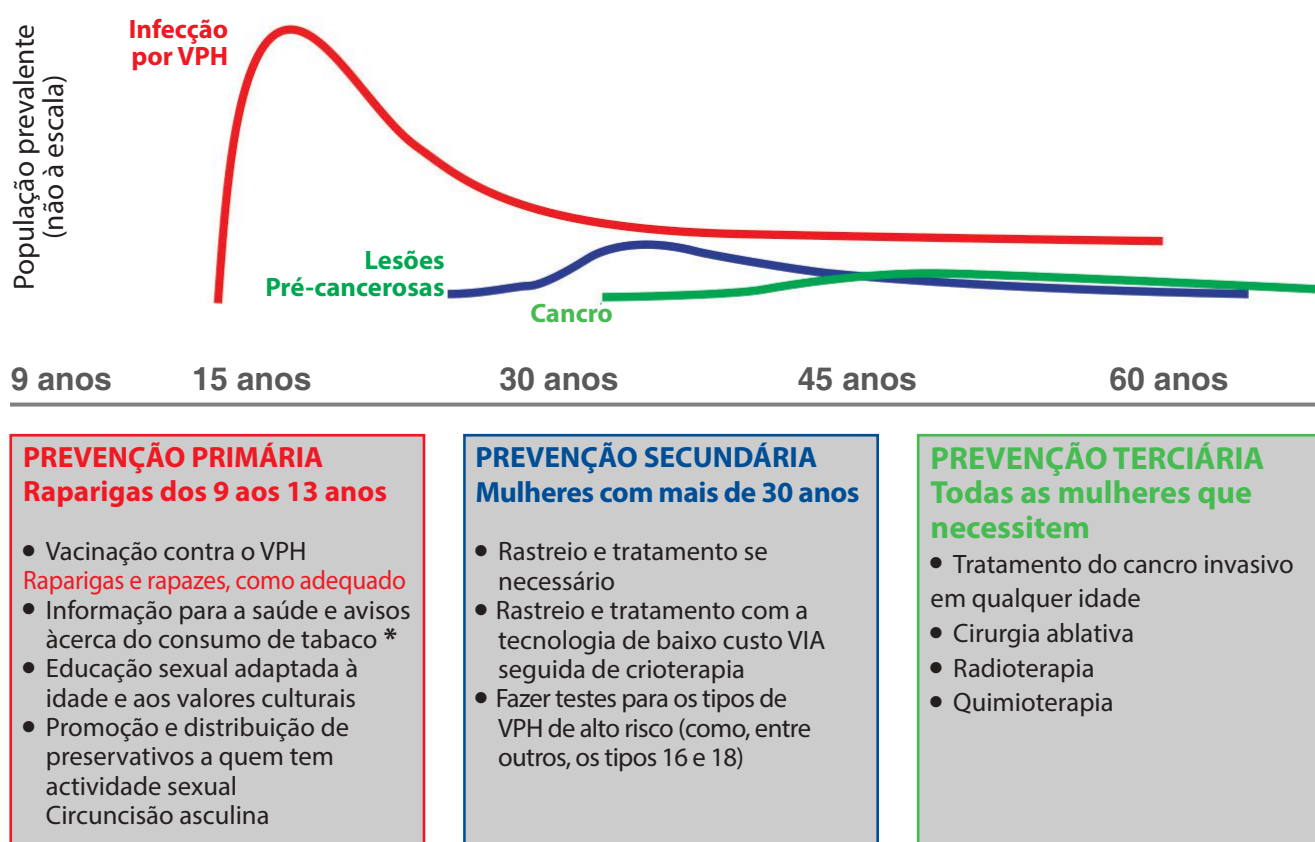 População prevalente
(não à escala)
Infecção
por VPH
Lesões
Pré-cancerosas
Cancro
9 anos
15 anos
30 anos
45 anos
60 anos
PREVENÇÃO PRIMÁRIA
Raparigas dos 9 aos 13 anos
• Vacinação contra o VPH
Raparigas e rapazes, como adequado
• Informação para a saúde e avisos
àcerca do consumo de tabaco *
• Educação sexual adaptada à
idade e aos valores culturais
• Promoção e distribuição de
preservativos a quem tem
actividade sexual
Circuncisão asculina
PREVENÇÃO SECUNDÁRIA
Mulheres com mais de 30 anos
• Rastreio e tratamento se
necessário
• Rastreio e tratamento com a
tecnologia de baixo custo VIA
seguida de crioterapia
• Fazer testes para os tipos de
VPH de alto risco (como, entre
outros, os tipos 16 e 18)
PREVENÇÃO TERCIÁRIA
Todas as mulheres que
necessitem
• Tratamento do cancro invasivo
em qualquer idade
• Cirurgia ablativa
• Radioterapia
• Quimioterapia